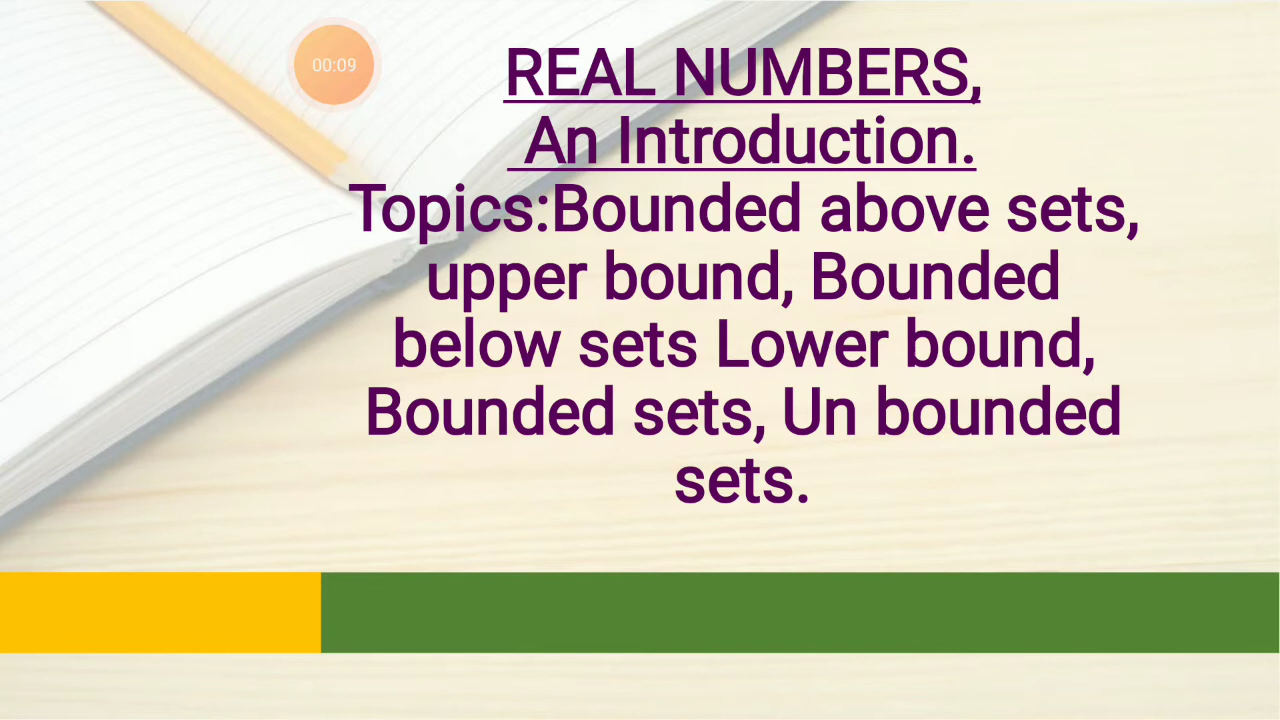 00:09
REAL NUMBERS,
An Introduction.
Topics:Bounded above sets,
upper bound, Bounded
below sets Lower bound,
Bounded sets, Un bounded
sets.